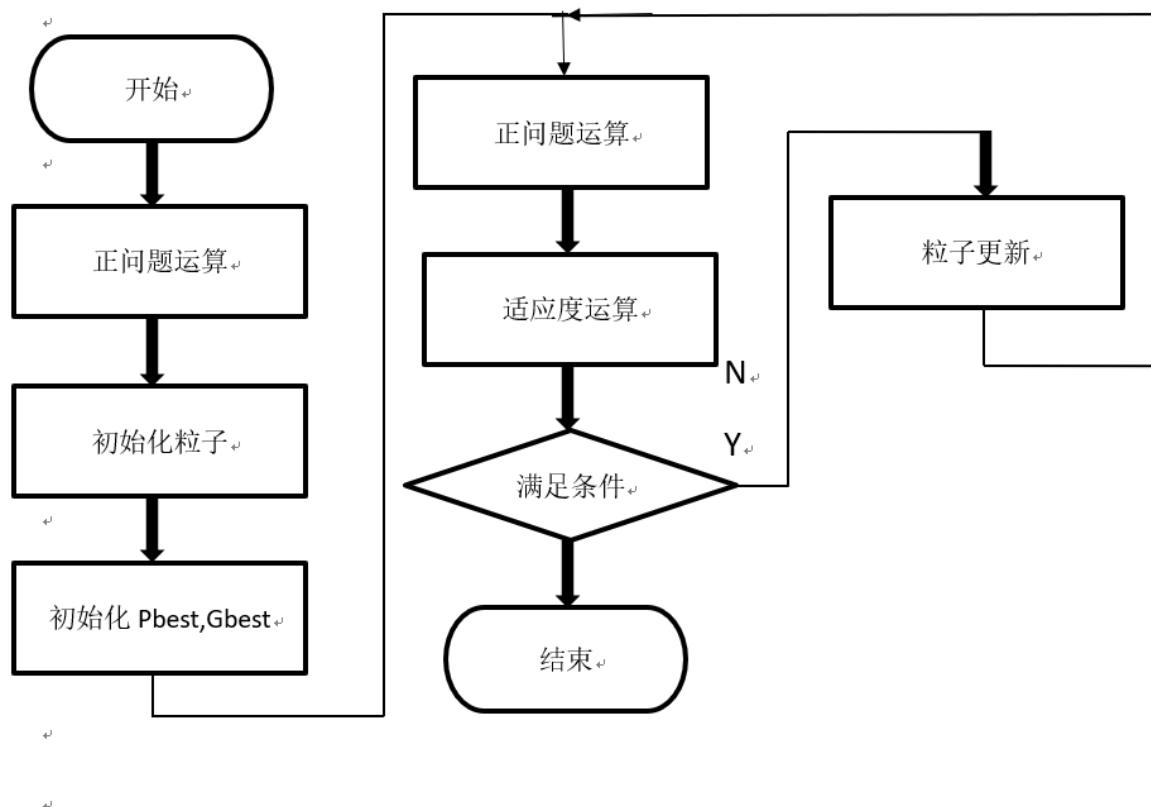 开始
正问题运算
初始化粒子
初始化 Pbest,Gbest
正问题运算
适应度运算
N
Y
满足条件
结束
粒子更新